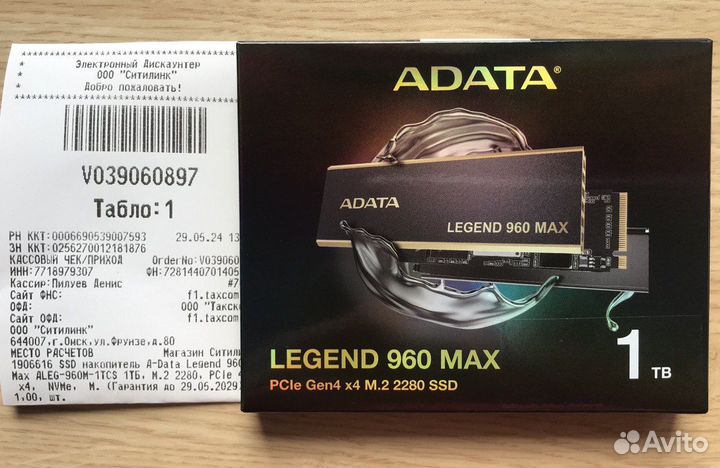 * Электронный Дискаунтер
* ООО "Ситилинк" *
* Добро пожаловать!
V039060897
Табло: 1
РН ККТ:0006690539007593 29.05.24 13
ЗН ККТ:0256270012181876
КАССОВЫЙ ЧЕК/ПРИХОД OrderNo:V039060
ИНН:7718979307 ФН:7281440701405
Кассир:Пилуев Денис #7
Сайт ФНС: f1.taxcom
ОФД: ООО "Такско
Сайт ОФД: f1.taxcom
ООО "Ситилинк"
644007,г.Омск,ул.Фрунзе,д.80
МЕСТО РАСЧЕТОВ Магазин Ситили
1906616 SSD накопитель A-Data Legend 960
Max ALEG-960M-1TCS 1ТБ, M.2 2280, PCIe 4
x4, NVMe, M. (Гарантия до 29.05.2029)
1,00, шт.
ADATA®
ADATA
LEGEND 960 MAX
LEGEND 960 MAX
PCIe Gen4 x4 M.2 2280 SSD
1 TB
Avito